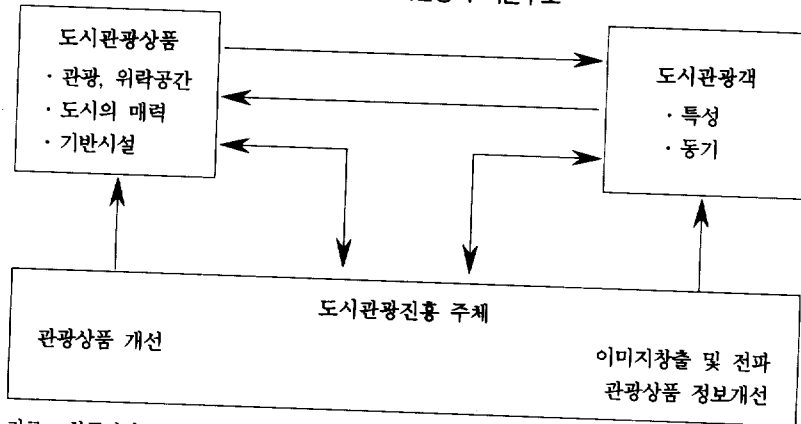 도시관광상품
· 관광, 위락공간
· 도시의 매력
· 기반시설
도시관광객
· 특성
· 동기
도시관광진흥 주체
관광상품 개선
이미지창출 및 전파
관광상품 정보개선